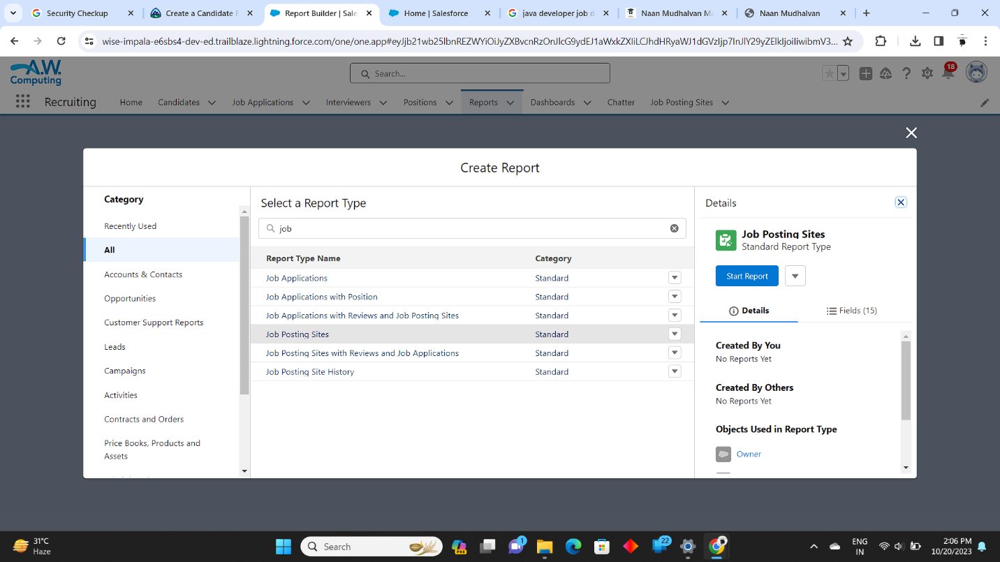 Security Checkup
Create a Candidate R
Report Builder | Sale
Home | Salesforce
java developer job d
Naan Mudhalvan Ma
Naan Mudhalvan
wise-impala-e6sbs4-dev-ed.trailblaze.lightning.force.com/one/one.app#eyJjb21wb25lbnREZWYiOiJyZXBvcnRzOnJlcG9ydEJ1aWxkZXIiLCJhdHRyaWJ1dGVzIjp7InJlY29yZElkIjoiIiwibmV3...
A.W.
Computing
Search...
18
Recruiting
Home
Candidates
Job Applications
Interviewers
Positions
Reports
Dashboards
Chatter
Job Posting Sites
Create Report
Category
Recently Used
All
Accounts & Contacts
Opportunities
Customer Support Reports
Leads
Campaigns
Activities
Contracts and Orders
Price Books, Products and
Assets
Select a Report Type
job
Report Type Name Category
Job Applications Standard
Job Applications with Position Standard
Job Applications with Reviews and Job Posting Sites Standard
Job Posting Sites Standard
Job Posting Sites with Reviews and Job Applications Standard
Job Posting Site History Standard
Details
Job Posting Sites
Standard Report Type
Start Report
Details
Fields (15)
Created By You
No Reports Yet
Created By Others
No Reports Yet
Objects Used in Report Type
Owner
31°C
Haze
Search
PRE
1
22
ENG
IN
2:06 PM
10/20/2023